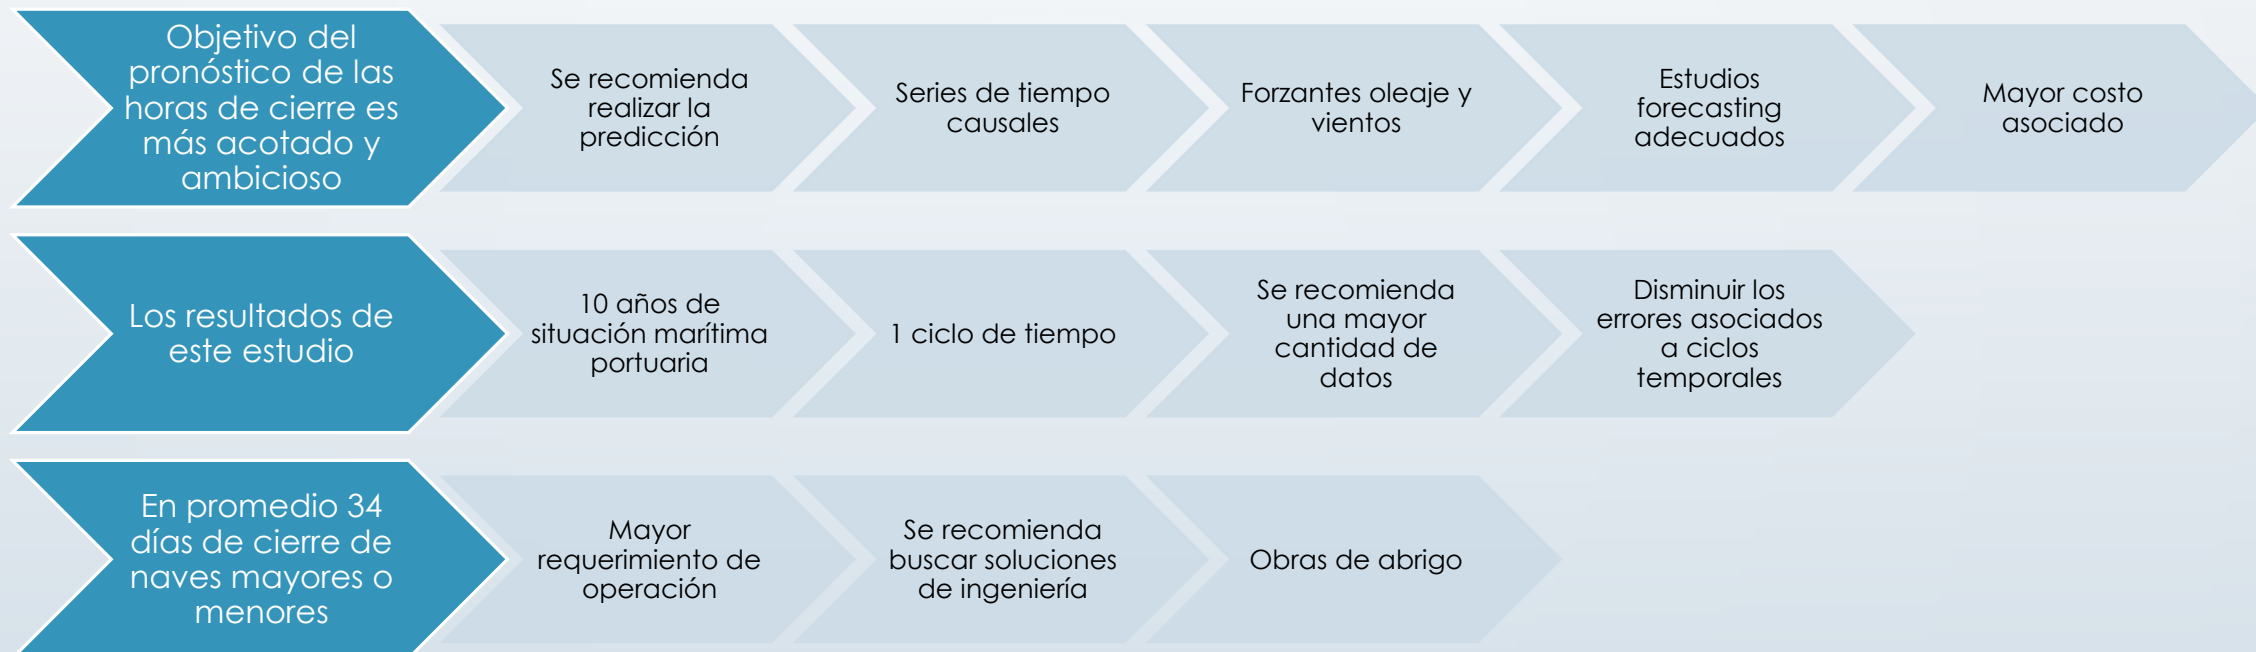 Objetivo del
pronóstico de las
horas de cierre es
más acotado y
ambicioso
Se recomienda
realizar la
predicción
Series de tiempo
causales
Forzantes oleaje y
vientos
Estudios
forecasting
adecuados
Mayor costo
asociado
Los resultados de
este estudio
10 años de
situación marítima
portuaria
1 ciclo de tiempo
Se recomienda
una mayor
cantidad de
datos
Disminuir los
errores asociados
a ciclos
temporales
En promedio 34
días de cierre de
naves mayores o
menores
Mayor
requerimiento de
operación
Se recomienda
buscar soluciones
de ingeniería
Obras de abrigo